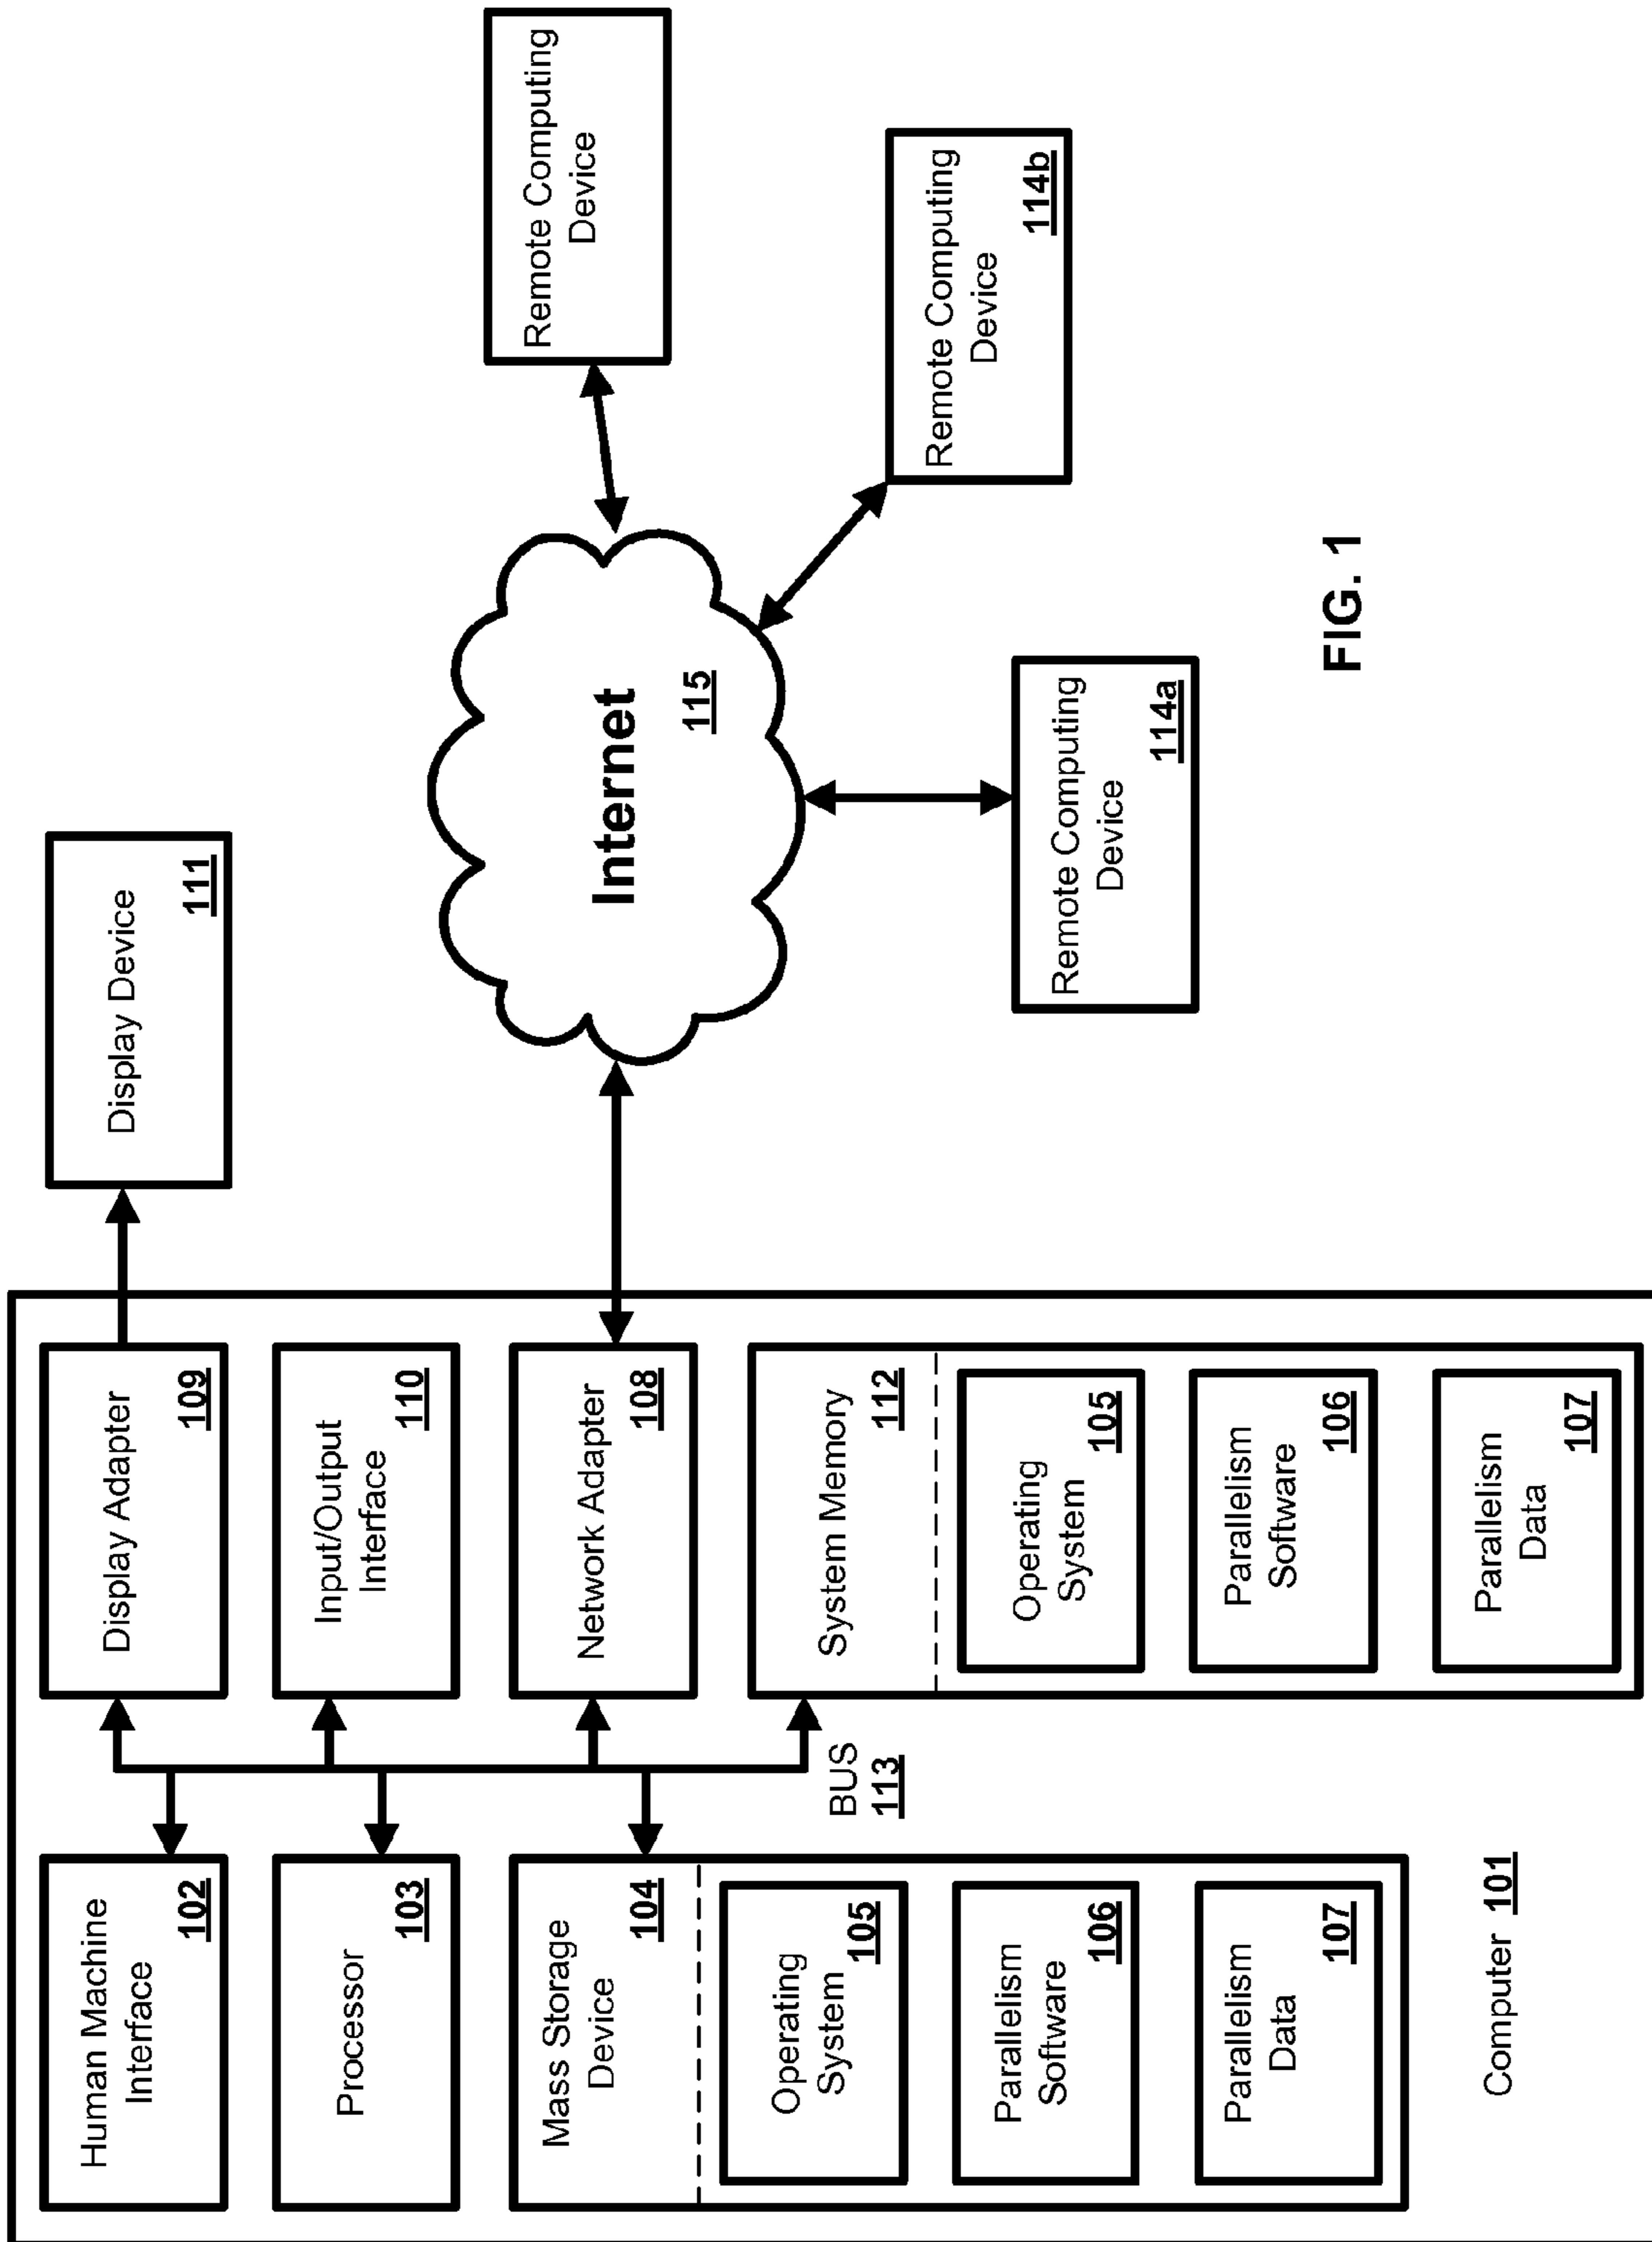 Human Machine
Interface
102
Processor
103
Mass Storage
Device
104
Operating
System
105
Parallelism
Software
106
Parallelism
Data
107
Computer 101
BUS
113
Display Adapter
109
Input/Output
Interface
110
Network Adapter
108
System Memory
112
Operating
System
105
Parallelism
Software
106
Parallelism
Data
107
Display Device
111
Internet
115
Remote Computing
Device
Remote Computing
Device
114b
Remote Computing
Device
114a
FIG. 1